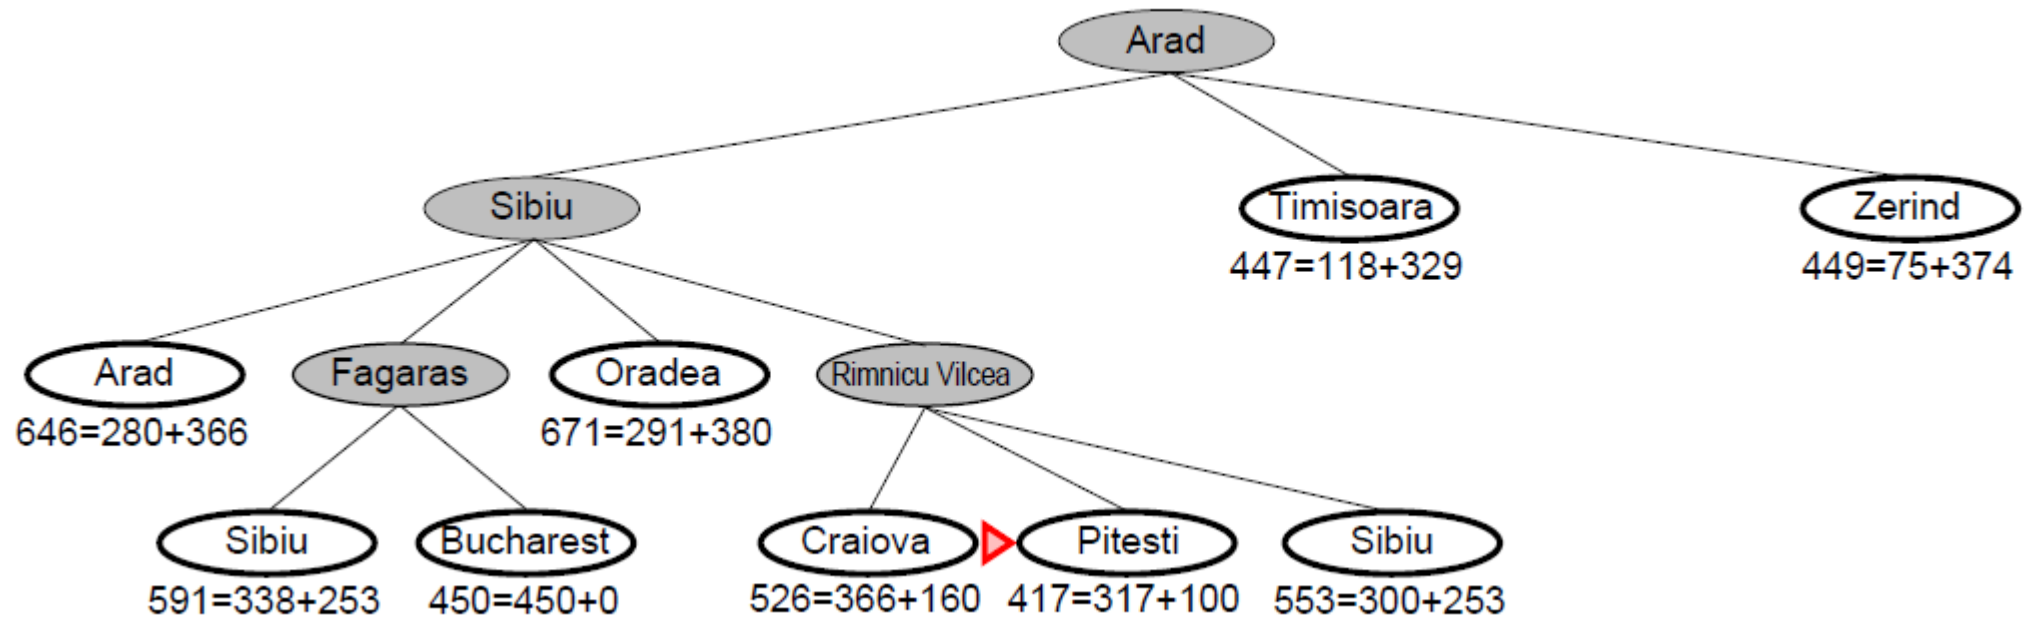 Arad
Sibiu
Timisoara
Zerind
447=118+329
449=75+374
Arad
Fagaras
Oradea
Rimnicu Vilcea
646=280+366
671=291+380
Sibiu
Bucharest
Craiova
Pitesti
Sibiu
591=338+253
450=450+0
526=366+160
417=317+100
553=300+253